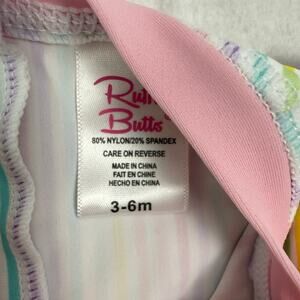 Butts
80% NYLON/20% SPANDEX
CARE ON REVERSE
MADE IN CHINA
FAIT EN CHINE
HECHO EN CHINA
3-6m